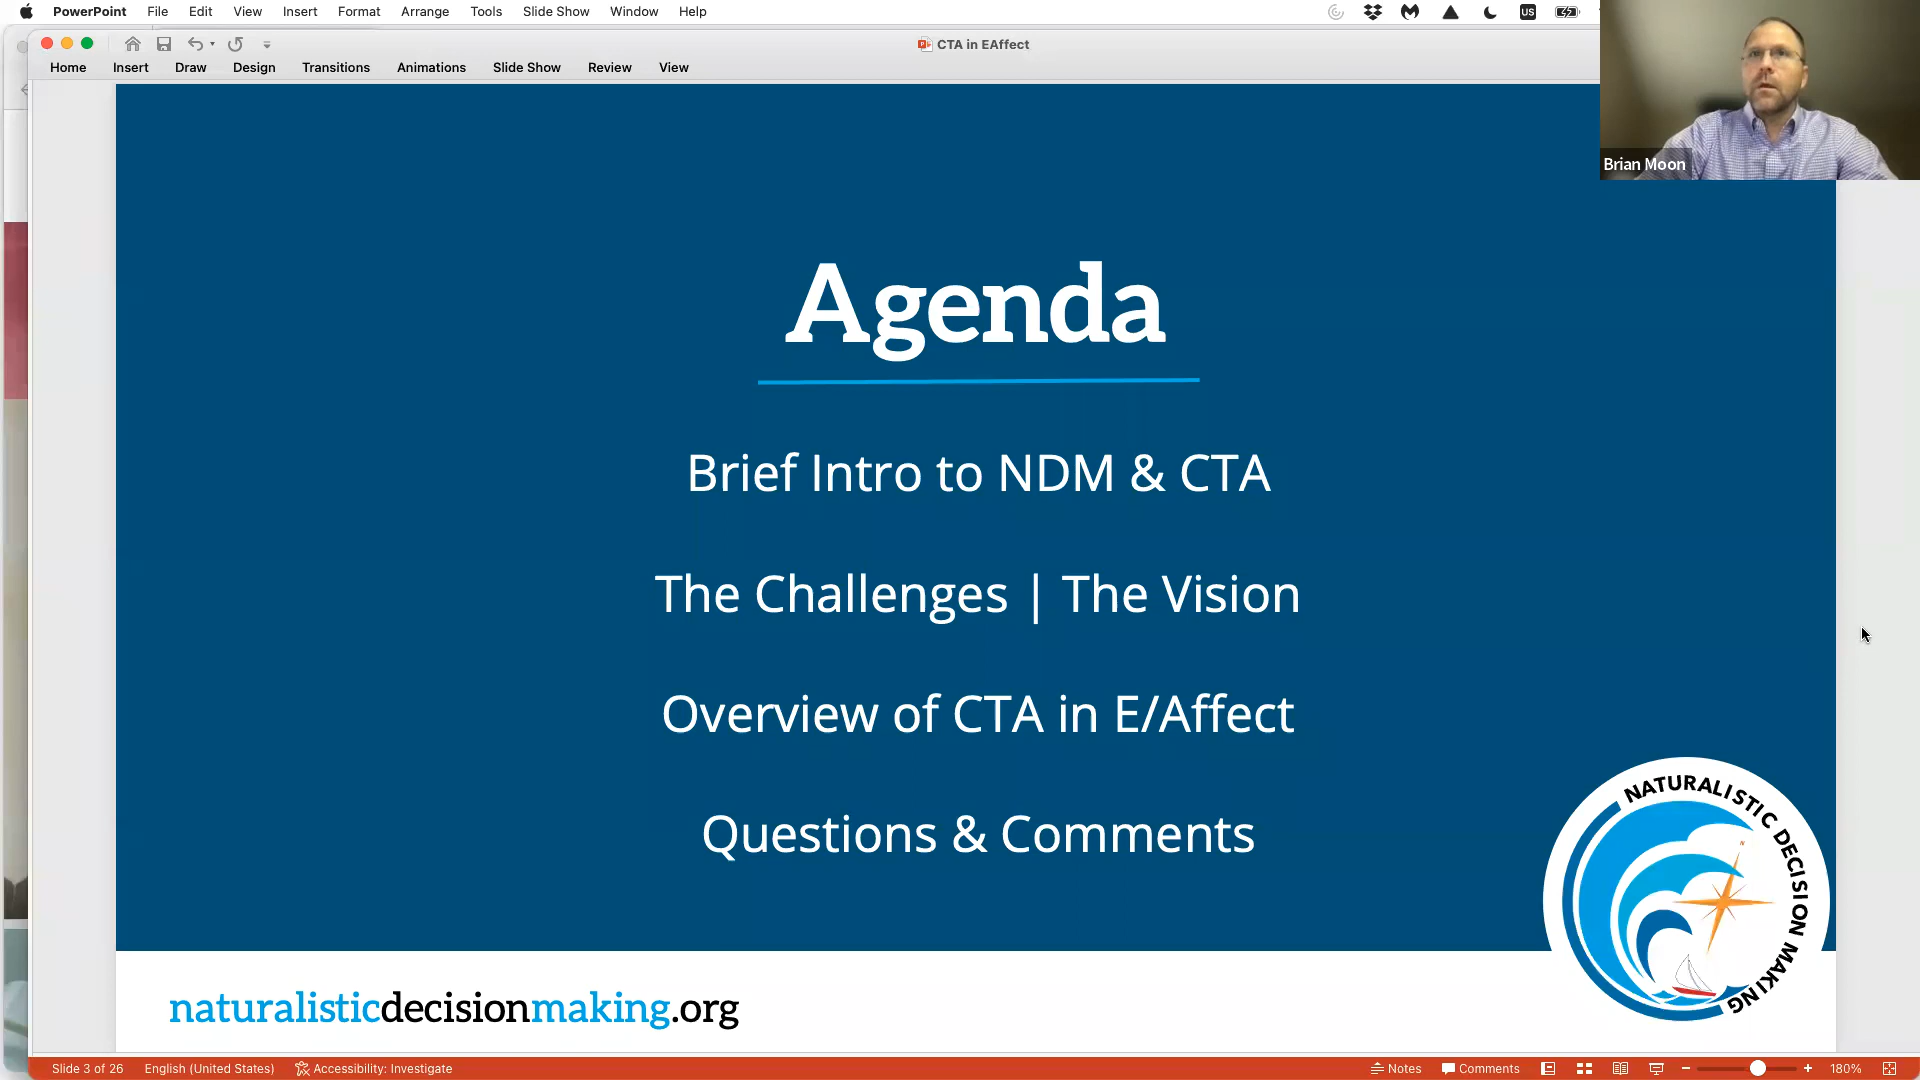 PowerPoint File Edit View Insert Format Arrange Tools Slide Show Window Help
US
CTA in EAffect
Home Insert Draw Design Transitions Animations Slide Show Review View
Brian Moon
Agenda
Brief Intro to NDM & CTA
The Challenges | The Vision
Overview of CTA in E/Affect
Questions & Comments
NATURALISTIC DECISION MAKING
N
naturalisticdecisionmaking.org
Slide 3 of 26 English (United States) Accessibility: Investigate Notes Comments 180%